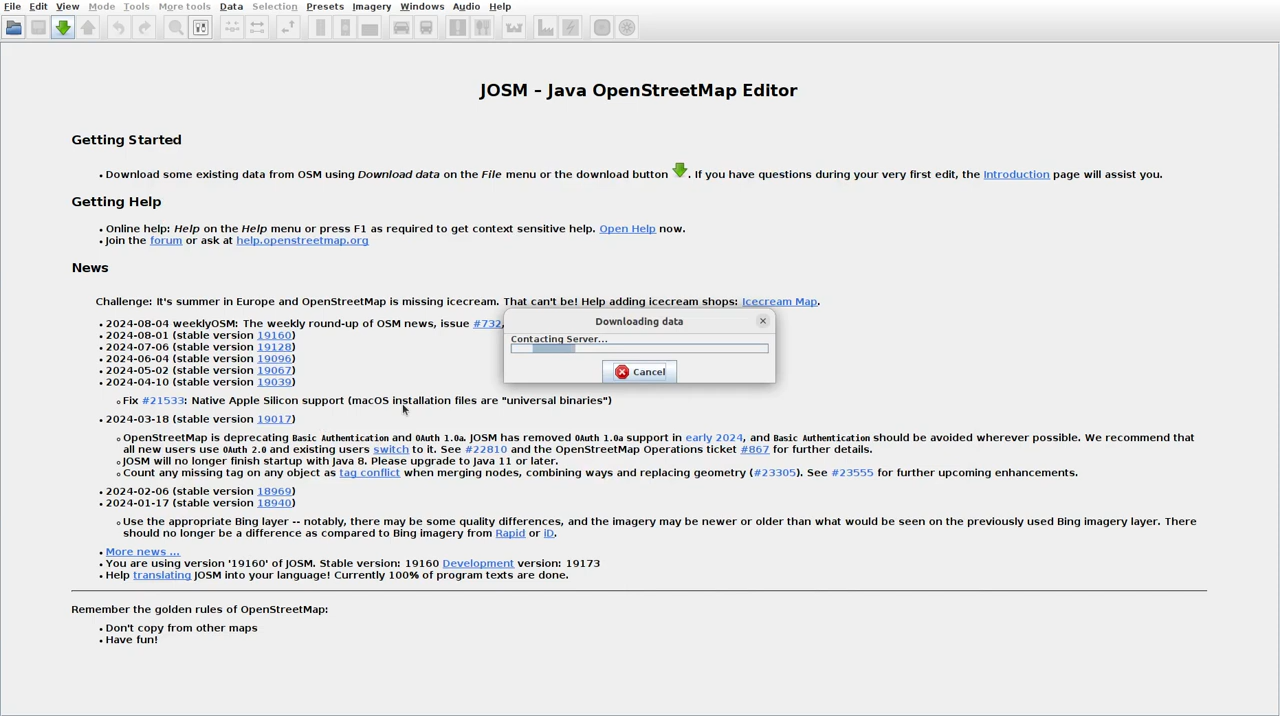 File Edit View Mode Tools More tools Data Selection Presets Imagery Windows Audio Help
JOSM – Java OpenStreetMap Editor
Getting Started
• Download some existing data from OSM using Download data on the File menu or the download button . If you have questions during your very first edit, the Introduction page will assist you.
Getting Help
• Online help: Help on the Help menu or press F1 as required to get context sensitive help. Open Help now.
• Join the forum or ask at help.openstreetmap.org
News
Challenge: It's summer in Europe and OpenStreetMap is missing icecream. That can't be! Help adding icecream shops: Icecream Map.
• 2024-08-04 weeklyOSM: The weekly round-up of OSM news, issue #732,
• 2024-08-01 (stable version 19160)
• 2024-07-06 (stable version 19128)
• 2024-06-04 (stable version 19096)
• 2024-05-02 (stable version 19067)
• 2024-04-10 (stable version 19039)
Downloading data
Contacting Server...
Cancel
◦ Fix #21533: Native Apple Silicon support (macOS installation files are "universal binaries")
• 2024-03-18 (stable version 19017)
◦ OpenStreetMap is deprecating Basic Authentication and OAuth 1.0a. JOSM has removed OAuth 1.0a support in early 2024, and Basic Authentication should be avoided wherever possible. We recommend that
all new users use OAuth 2.0 and existing users switch to it. See #22810 and the OpenStreetMap Operations ticket #867 for further details.
◦ JOSM will no longer finish startup with Java 8. Please upgrade to Java 11 or later.
◦ Count any missing tag on any object as tag conflict when merging nodes, combining ways and replacing geometry (#23305). See #23555 for further upcoming enhancements.
• 2024-02-06 (stable version 18969)
• 2024-01-17 (stable version 18940)
◦ Use the appropriate Bing layer -- notably, there may be some quality differences, and the imagery may be newer or older than what would be seen on the previously used Bing imagery layer. There
should no longer be a difference as compared to Bing imagery from Rapid or iD.
• More news ...
• You are using version '19160' of JOSM. Stable version: 19160 Development version: 19173
• Help translating JOSM into your language! Currently 100% of program texts are done.
Remember the golden rules of OpenStreetMap:
• Don't copy from other maps
• Have fun!